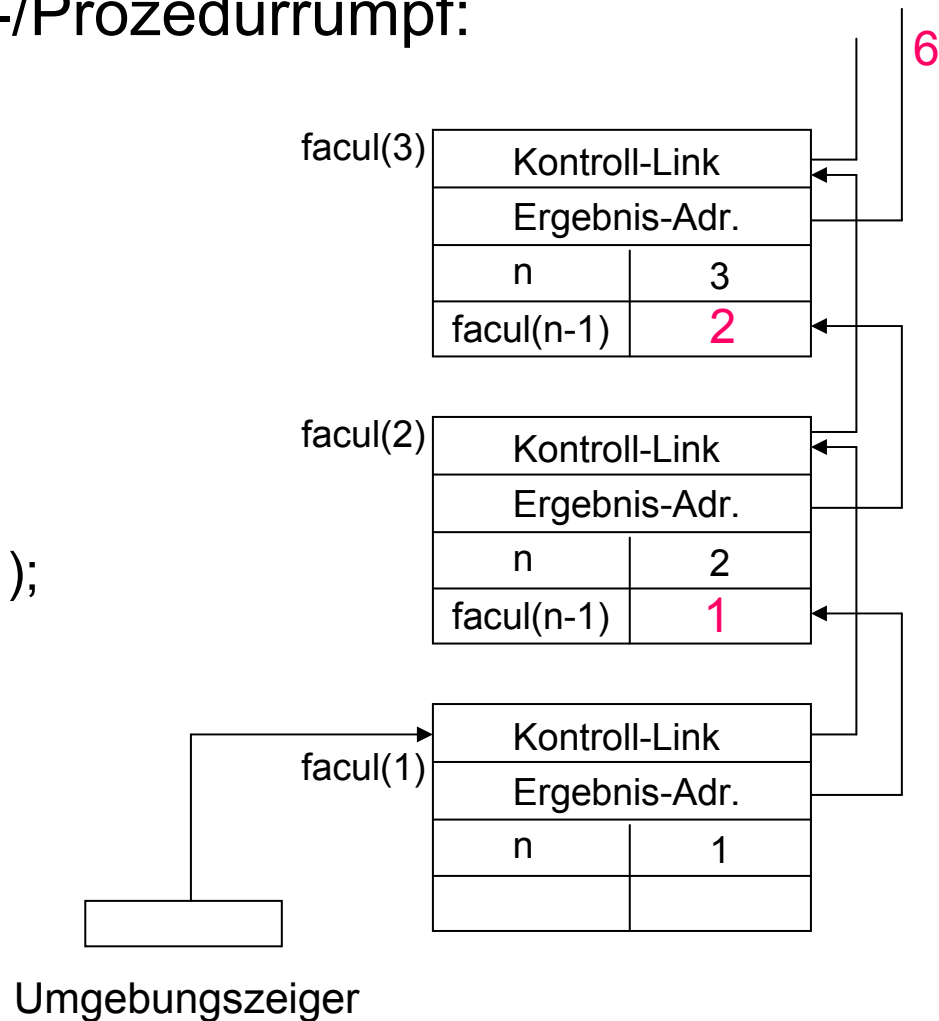 -/Prozedurrumpf:
6
facul(3)
Kontroll-Link
Ergebnis-Adr.
n 3
facul(n-1) 2
facul(2)
Kontroll-Link
Ergebnis-Adr.
n 2
facul(n-1) 1
);
facul(1)
Kontroll-Link
Ergebnis-Adr.
n 1
Umgebungszeiger